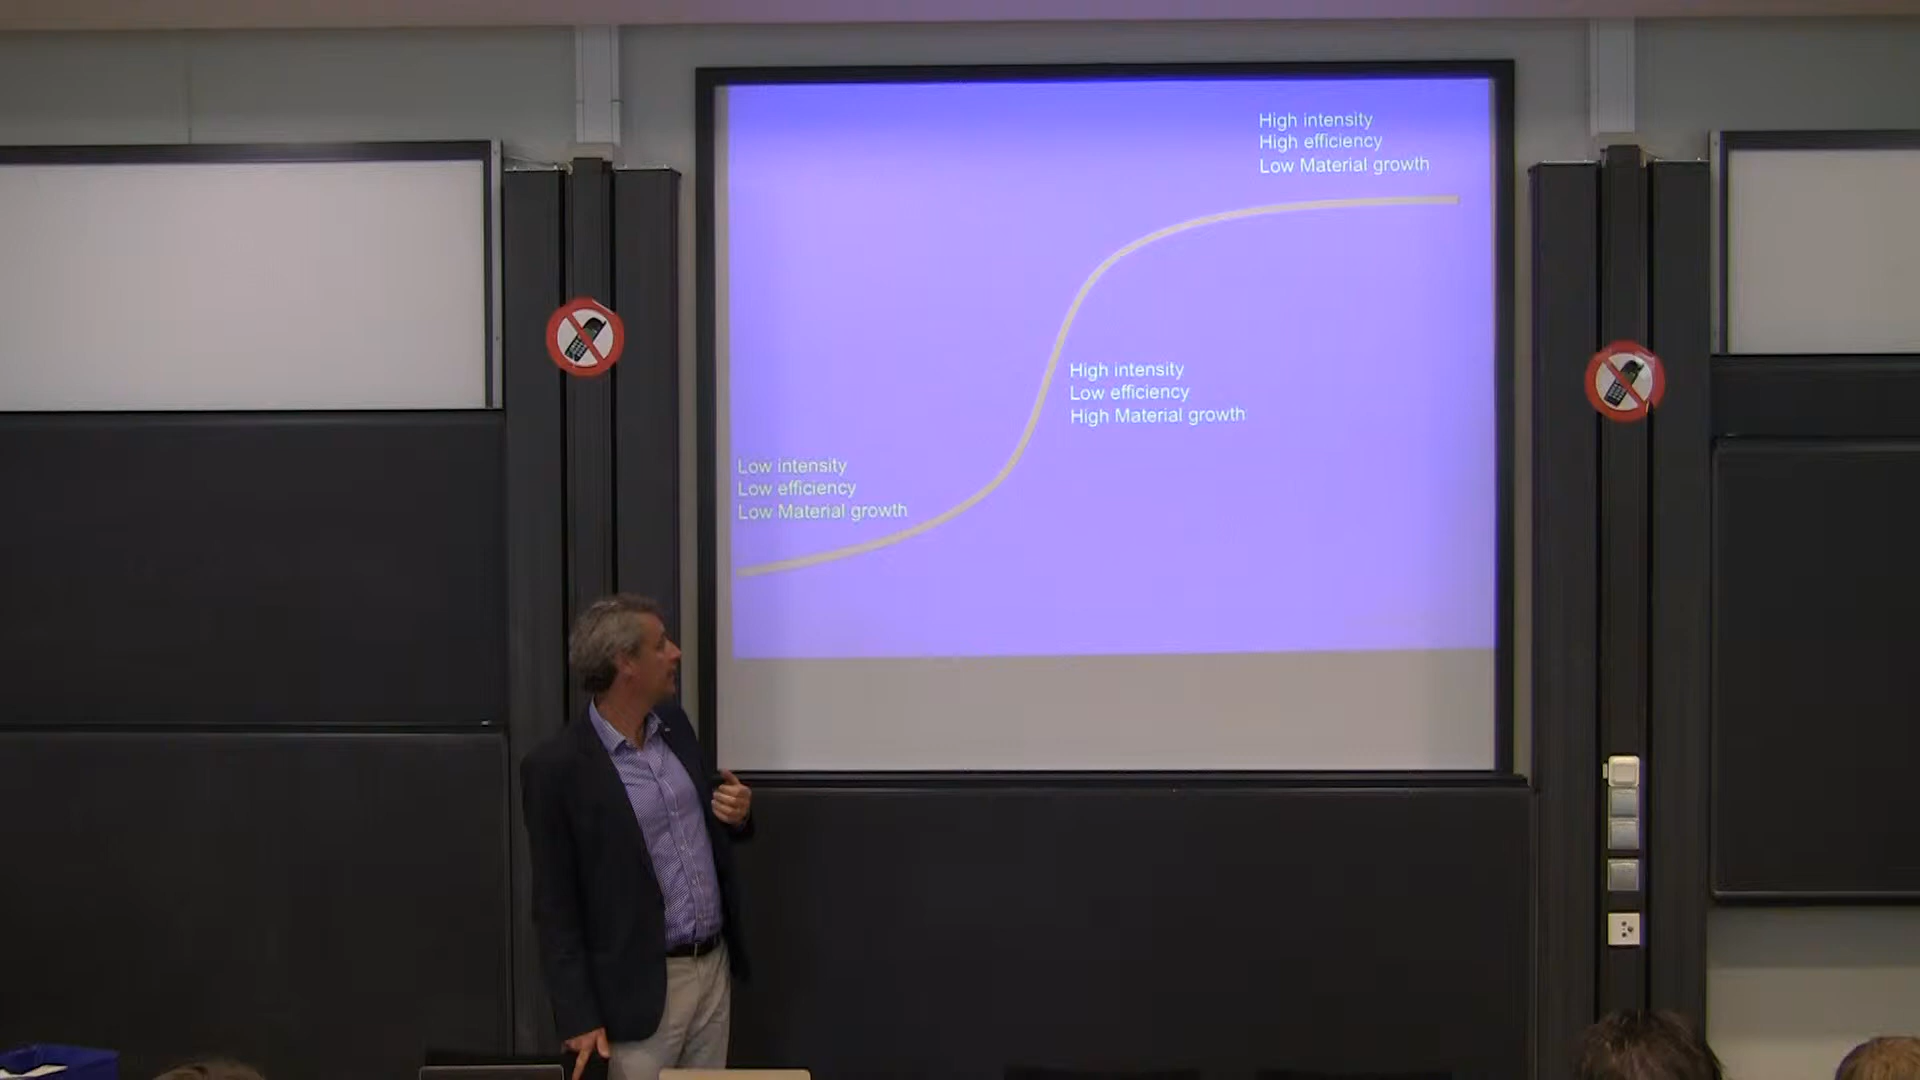 High intensity
High efficiency
Low Material growth
High intensity
Low efficiency
High Material growth
Low intensity
Low efficiency
Low Material growth